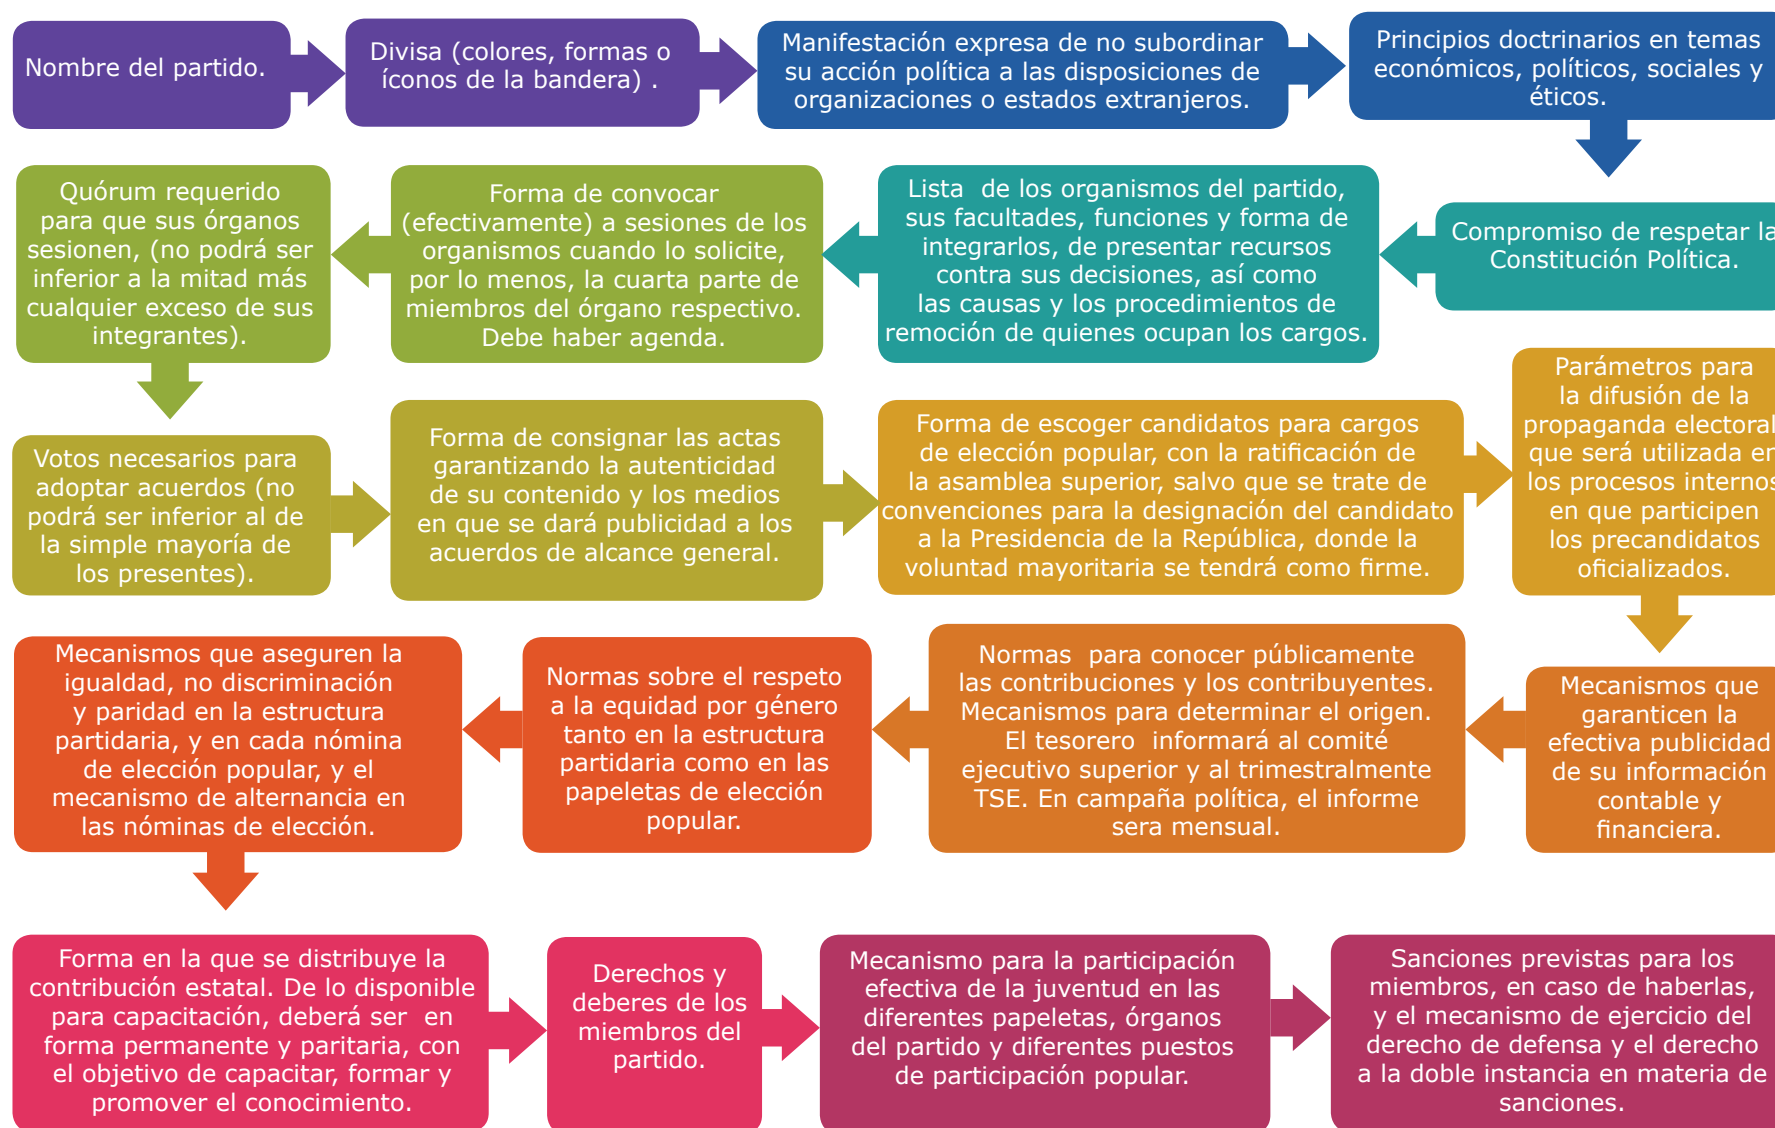 Nombre del partido.
Divisa (colores, formas o
íconos de la bandera) .
Manifestación expresa de no subordinar
su acción política a las disposiciones de
organizaciones o estados extranjeros.
Principios doctrinarios en temas
económicos, políticos, sociales y
éticos.
Compromiso de respetar la
Constitución Política.
Lista  de los organismos del partido,
sus facultades, funciones y forma de
integrarlos, de presentar recursos
contra sus decisiones, así como
las causas y los procedimientos de
remoción de quienes ocupan los cargos.
Forma de convocar
(efectivamente) a sesiones de los
organismos cuando lo solicite,
por lo menos, la cuarta parte de
miembros del órgano respectivo.
Debe haber agenda.
Quórum requerido
para que sus órganos
sesionen, (no podrá ser
inferior a la mitad más
cualquier exceso de sus
integrantes).
Votos necesarios para
adoptar acuerdos (no
podrá ser inferior al de
la simple mayoría de
los presentes).
Forma de consignar las actas
garantizando la autenticidad
de su contenido y los medios
en que se dará publicidad a los
acuerdos de alcance general.
Forma de escoger candidatos para cargos
de elección popular, con la ratificación de
la asamblea superior, salvo que se trate de
convenciones para la designación del candidato
a la Presidencia de la República, donde la
voluntad mayoritaria se tendrá como firme.
Parámetros para
la difusión de la
propaganda electoral
que será utilizada en
los procesos internos
en que participen
los precandidatos
oficializados.
Mecanismos que
garanticen la
efectiva publicidad
de su información
contable y
financiera.
Normas  para conocer públicamente
las contribuciones y los contribuyentes.
Mecanismos para determinar el origen.
El tesorero  informará al comité
ejecutivo superior y al trimestralmente
TSE. En campaña política, el informe
sera mensual.
Normas sobre el respeto
a la equidad por género
tanto en la estructura
partidaria como en las
papeletas de elección
popular.
Mecanismos que aseguren la
igualdad, no discriminación
y paridad en la estructura
partidaria, y en cada nómina
de elección popular, y el
mecanismo de alternancia en
las nóminas de elección.
Forma en la que se distribuye la
contribución estatal. De lo disponible
para capacitación, deberá ser  en
forma permanente y paritaria, con
el objetivo de capacitar, formar y
promover el conocimiento.
Derechos y
deberes de los
miembros del
partido.
Mecanismo para la participación
efectiva de la juventud en las
diferentes papeletas, órganos
del partido y diferentes puestos
de participación popular.
Sanciones previstas para los
miembros, en caso de haberlas,
y el mecanismo de ejercicio del
derecho de defensa y el derecho
a la doble instancia en materia de
sanciones.